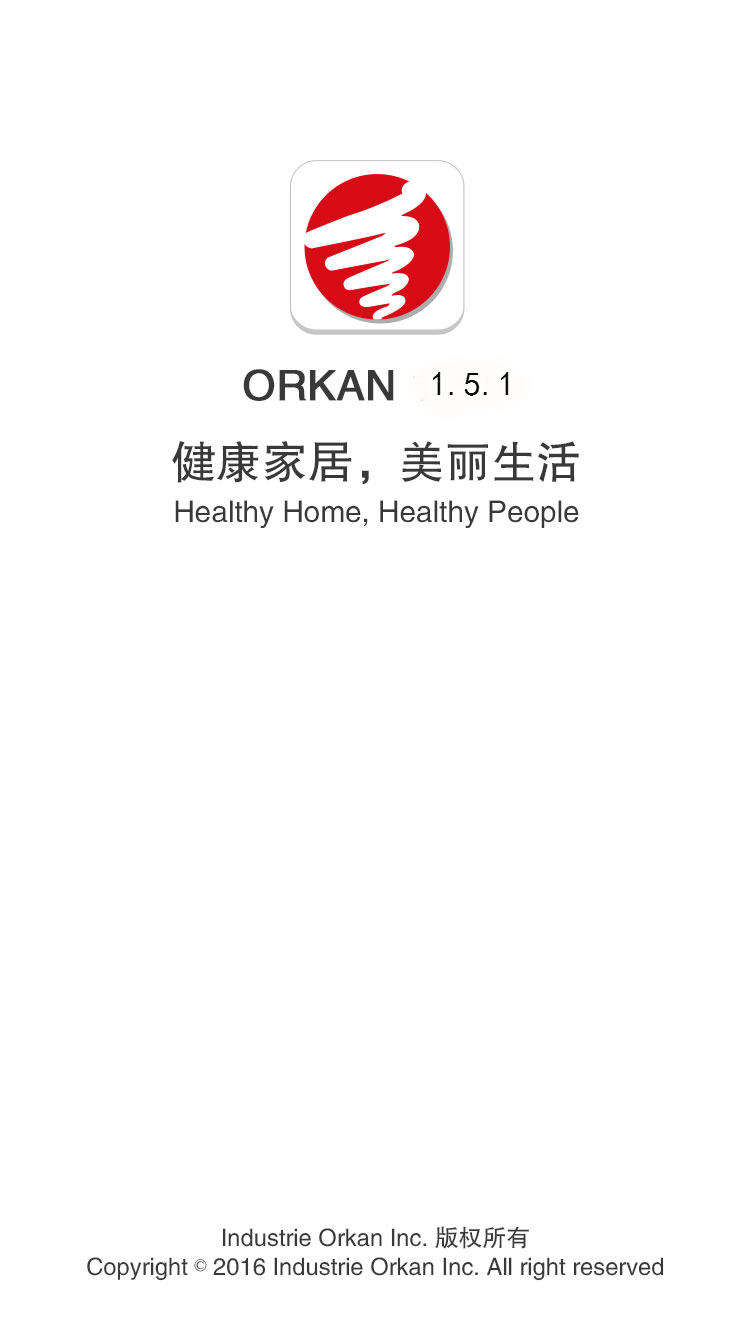 ORKAN 1.5.1
健康家居，美丽生活
Healthy Home, Healthy People
Industrie Orkan Inc. 版权所有
Copyright © 2016 Industrie Orkan Inc. All right reserved